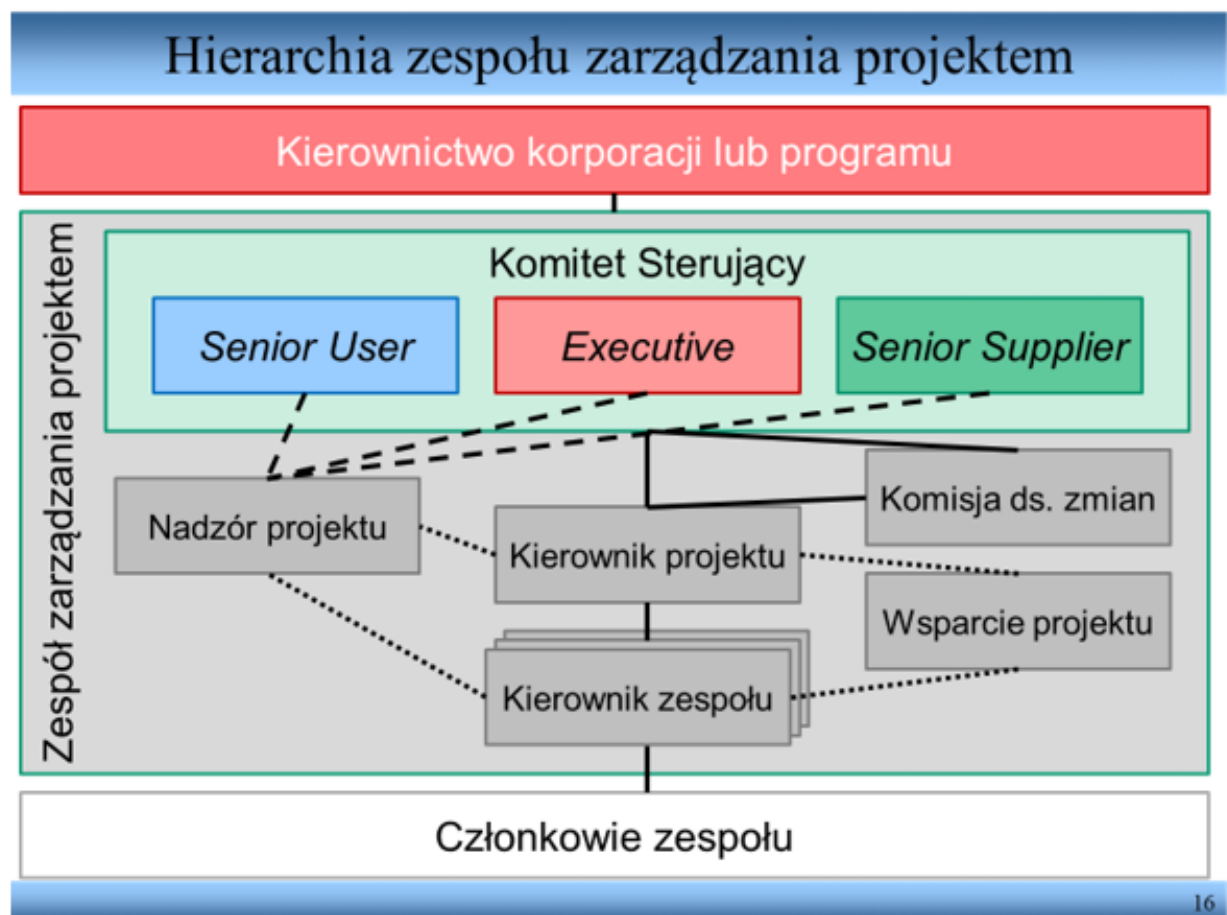 Hierarchia zespołu zarządzania projektem
Kierownictwo korporacji lub programu
Zespół zarządzania projektem
Komitet Sterujący
Senior User
Executive
Senior Supplier
Nadzór projektu
Kierownik projektu
Komisja ds. zmian
Wsparcie projektu
Kierownik zespołu
Członkowie zespołu
16